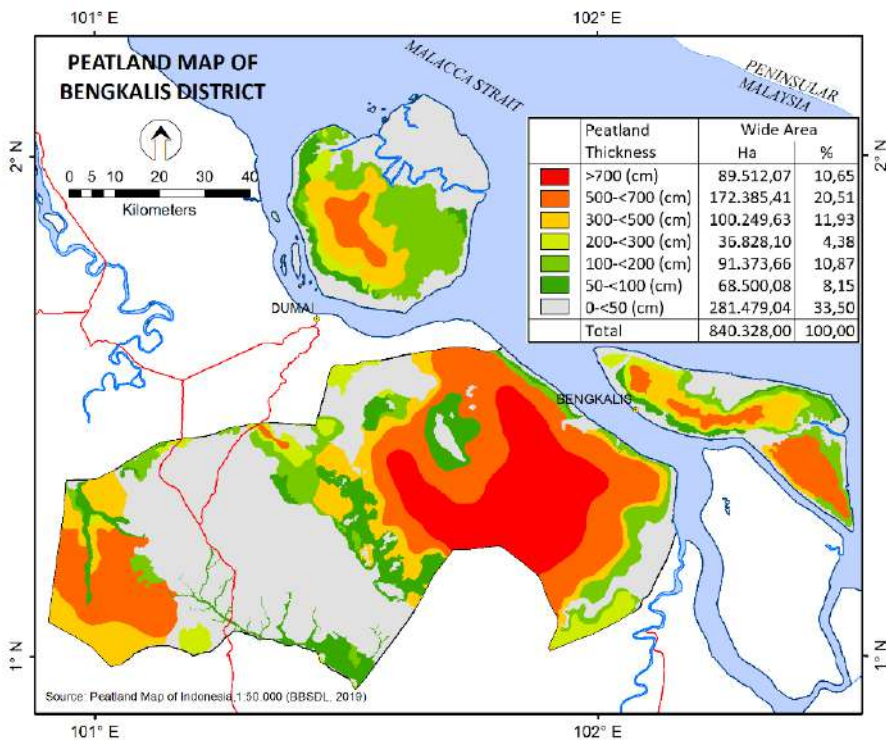 101° E
102° E
PEATLAND MAP OF
BENGKALIS DISTRICT
MALACCA STRAIT
PENINSULAR
MALAYSIA
2° N
2° N
0 5 10 20 30 40
Kilometers
Peatland Thickness Wide Area
Ha %
>700 (cm) 89.512,07 10,65
500-<700 (cm) 172.385,41 20,51
300-<500 (cm) 100.249,63 11,93
200-<300 (cm) 36.828,10 4,38
100-<200 (cm) 91.373,66 10,87
50-<100 (cm) 68.500,08 8,15
0-<50 (cm) 281.479,04 33,50
Total 840.328,00 100,00
DUMAI
BENGKALIS
1° N
1° N
Source: Peatland Map of Indonesia,1:50.000 (BBSDL, 2019)
101° E
102° E